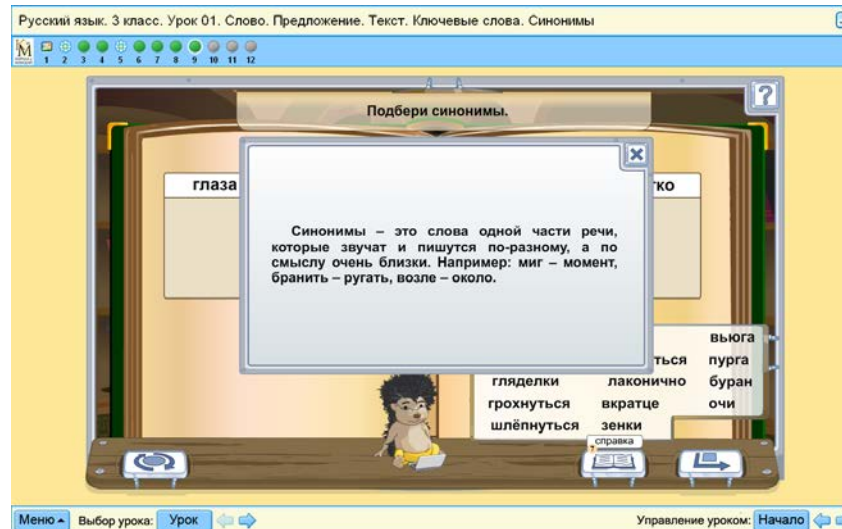 Русский язык. 3 класс. Урок 01. Слово. Предложение. Текст. Ключевые слова. Синонимы
1 2 3 4 5 6 7 8 9 10 11 12
Подбери синонимы.
глаза тко
Синонимы – это слова одной части речи,
которые звучат и пишутся по-разному, а по
смыслу очень близки. Например: миг – момент,
бранить – ругать, возле – около.
вьюга
ться пурга
гляделки лаконично буран
грохнуться вкратце очи
шлёпнуться зенки
справка
Меню Выбор урока: Урок Управление уроком: Начало